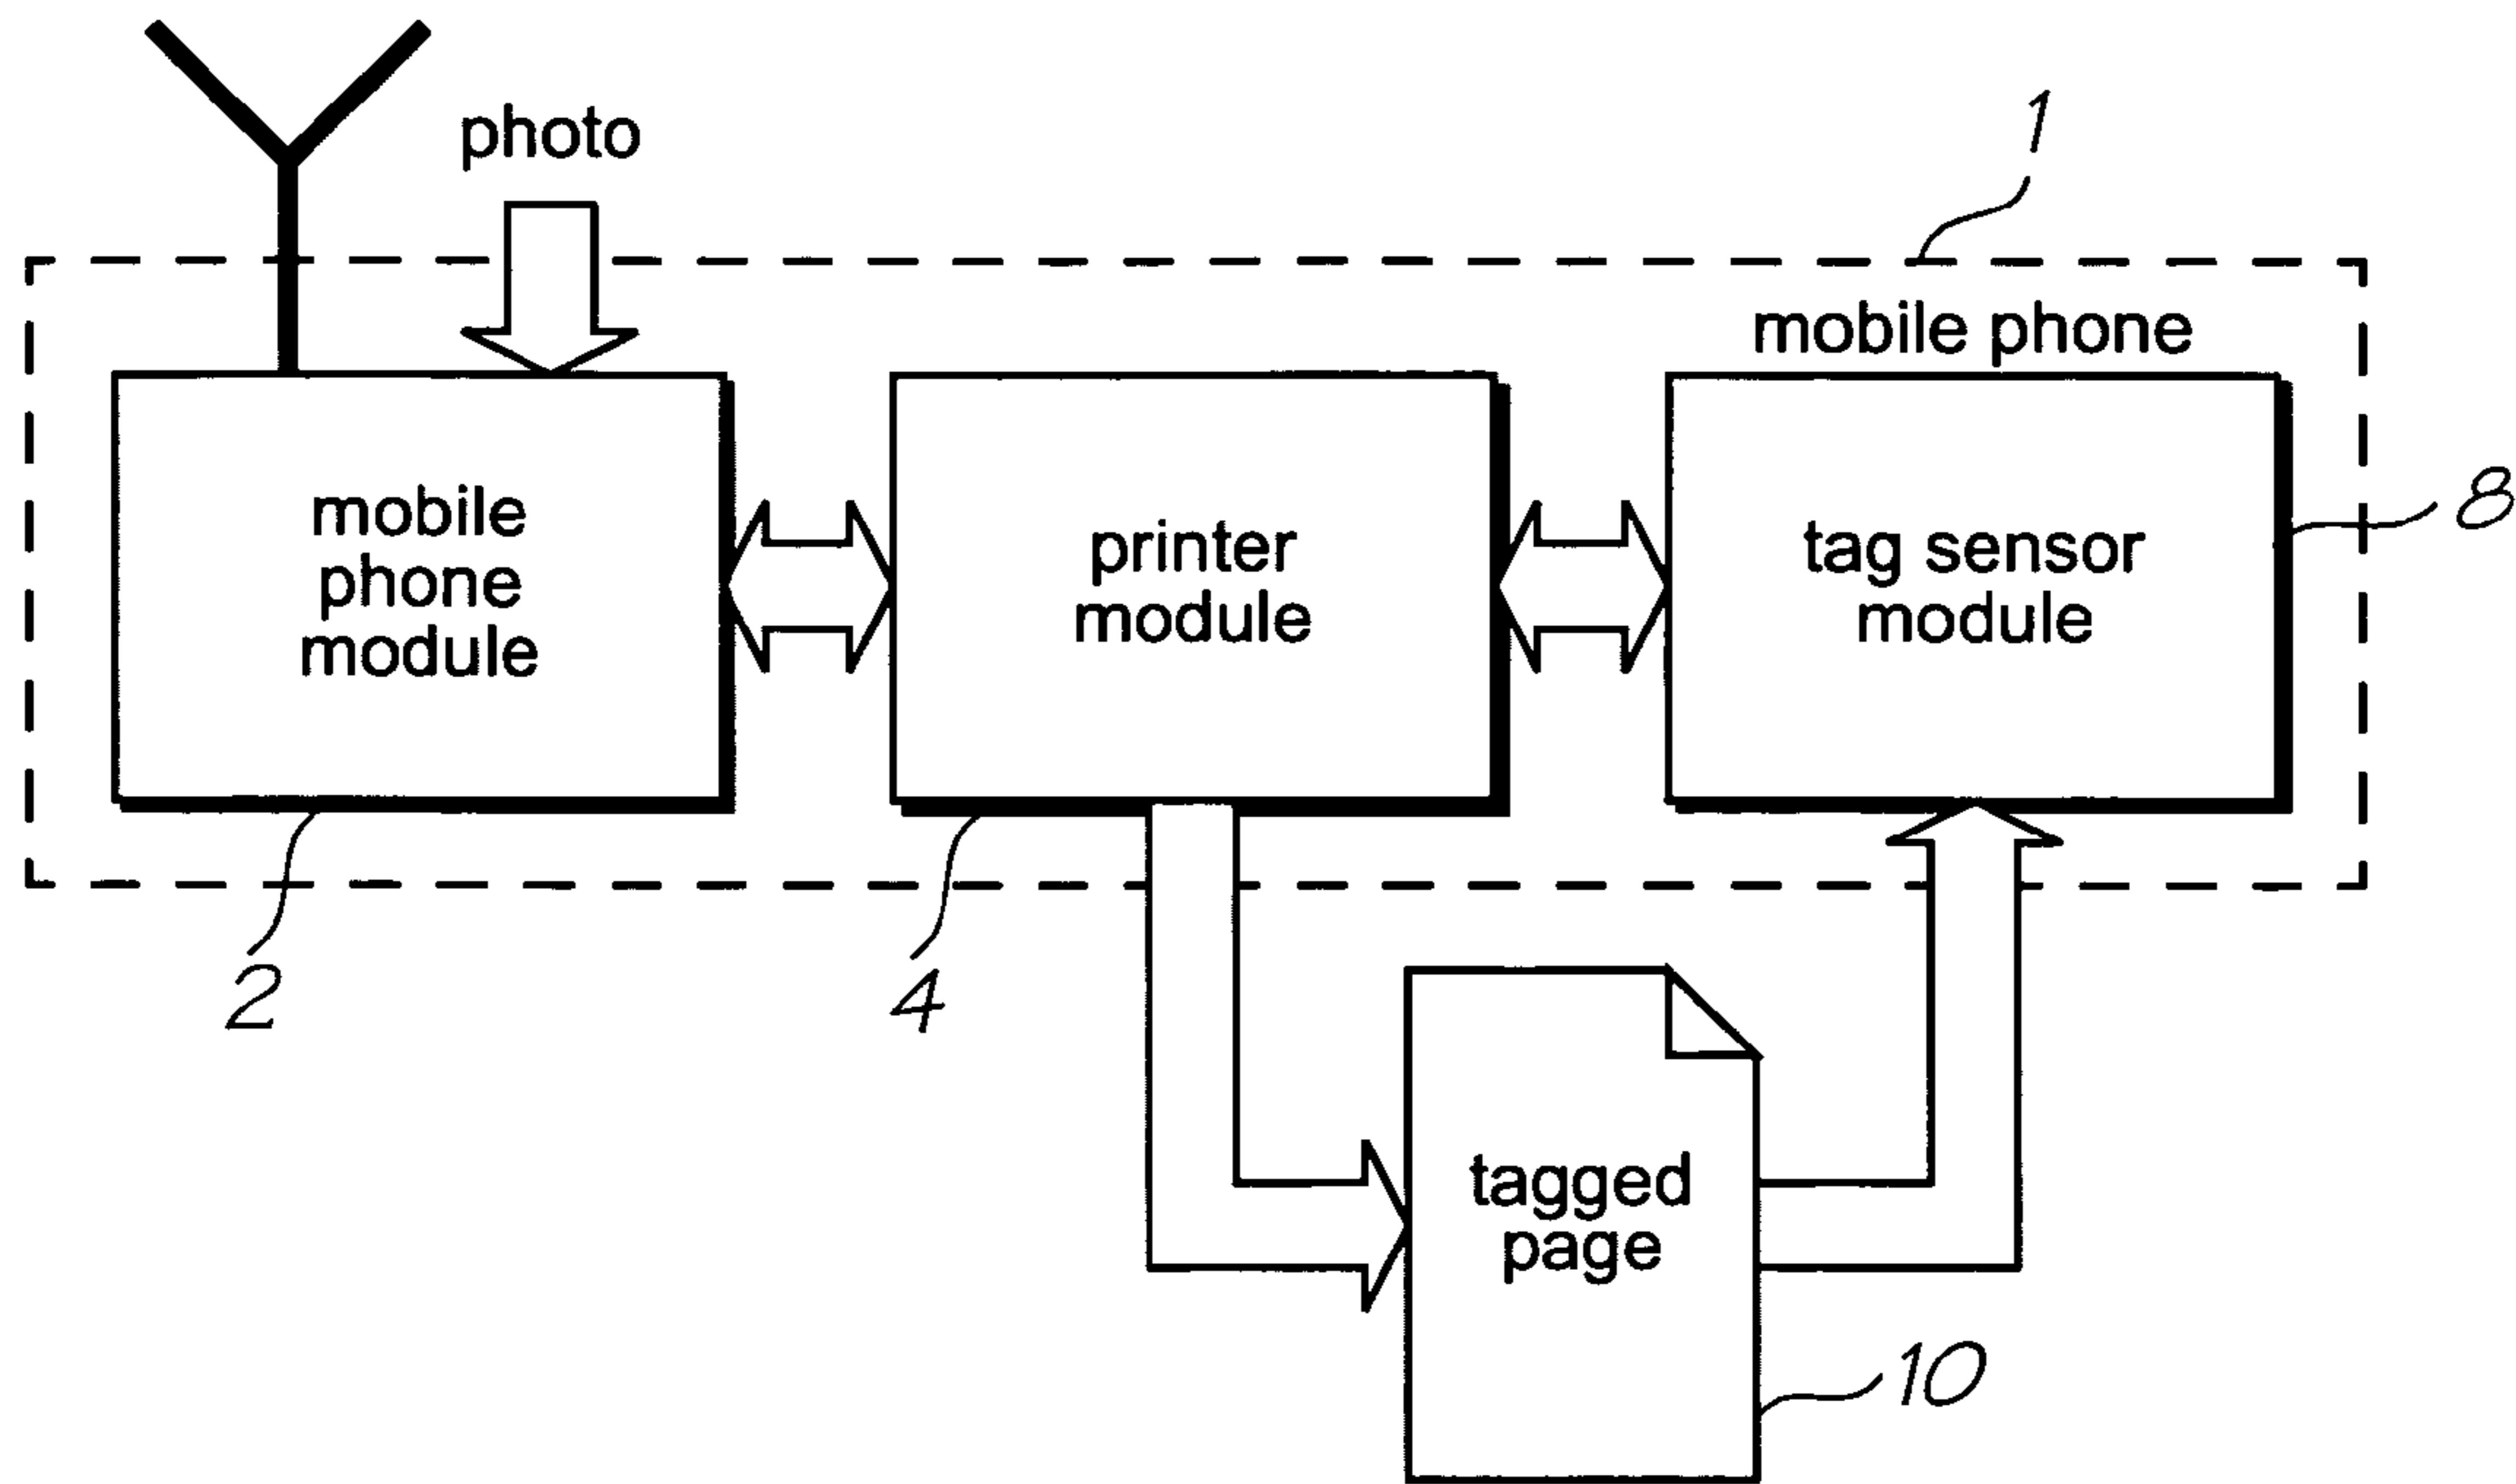 photo
1
mobile phone
mobile
phone
module
printer
module
tag sensor
module
8
2
4
tagged
page
10